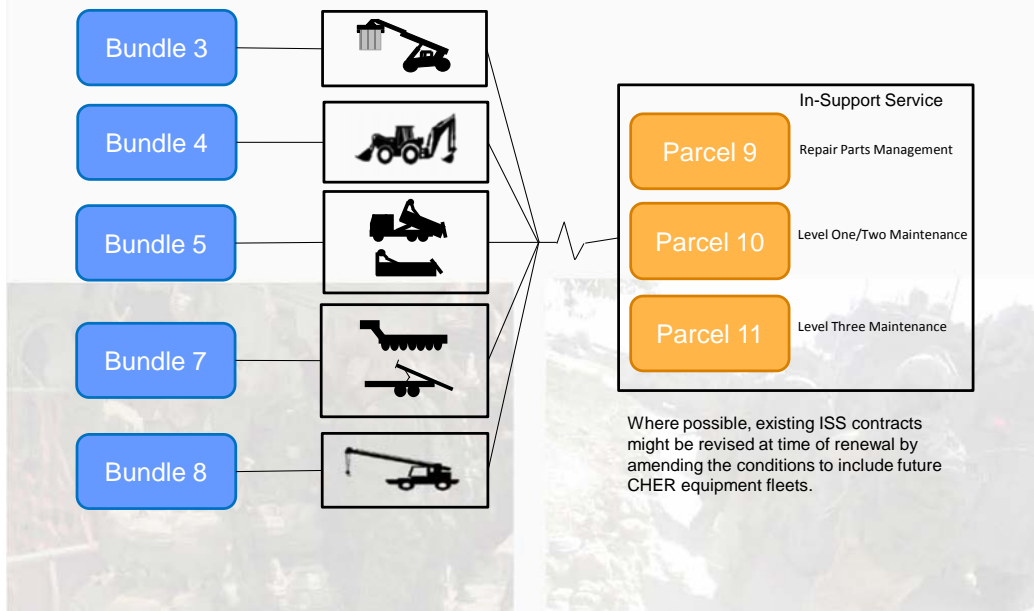 Bundle 3
Bundle 4
Bundle 5
Bundle 7
Bundle 8
In-Support Service
Parcel 9
Repair Parts Management
Parcel 10
Level One/Two Maintenance
Parcel 11
Level Three Maintenance
Where possible, existing ISS contracts
might be revised at time of renewal by
amending the conditions to include future
CHER equipment fleets.